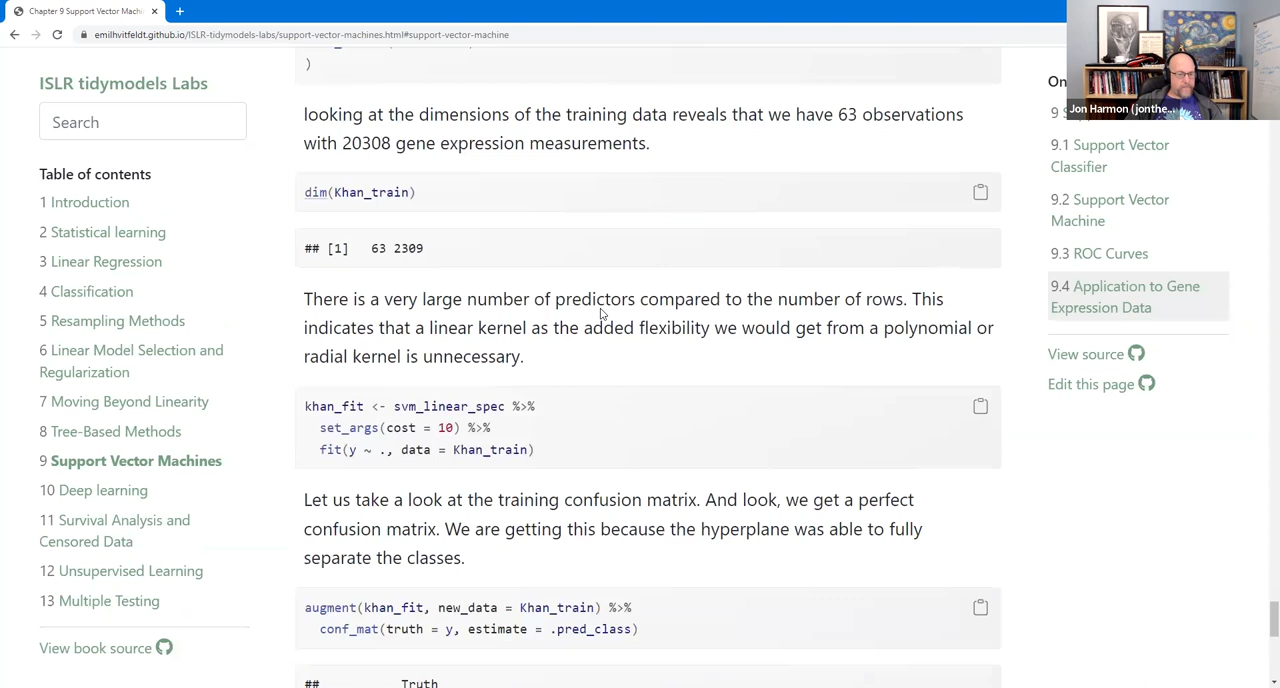 Chapter 9 Support Vector Machi
emilhvitfeldt.github.io/ISLR-tidymodels-labs/support-vector-machines.html#support-vector-machine
ISLR tidymodels Labs
Search
Table of contents
1 Introduction
2 Statistical learning
3 Linear Regression
4 Classification
5 Resampling Methods
6 Linear Model Selection and
Regularization
7 Moving Beyond Linearity
8 Tree-Based Methods
9 Support Vector Machines
10 Deep learning
11 Survival Analysis and
Censored Data
12 Unsupervised Learning
13 Multiple Testing
View book source
)
looking at the dimensions of the training data reveals that we have 63 observations
with 20308 gene expression measurements.
dim(Khan_train)
## [1]   63 2309
There is a very large number of predictors compared to the number of rows. This
indicates that a linear kernel as the added flexibility we would get from a polynomial or
radial kernel is unnecessary.
khan_fit <- svm_linear_spec %>%
set_args(cost = 10) %>%
fit(y ~ ., data = Khan_train)
Let us take a look at the training confusion matrix. And look, we get a perfect
confusion matrix. We are getting this because the hyperplane was able to fully
separate the classes.
augment(khan_fit, new_data = Khan_train) %>%
conf_mat(truth = y, estimate = .pred_class)
##           Truth
Jon Harmon (jonthe...
On
9 S
9.1 Support Vector
Classifier
9.2 Support Vector
Machine
9.3 ROC Curves
9.4 Application to Gene
Expression Data
View source
Edit this page